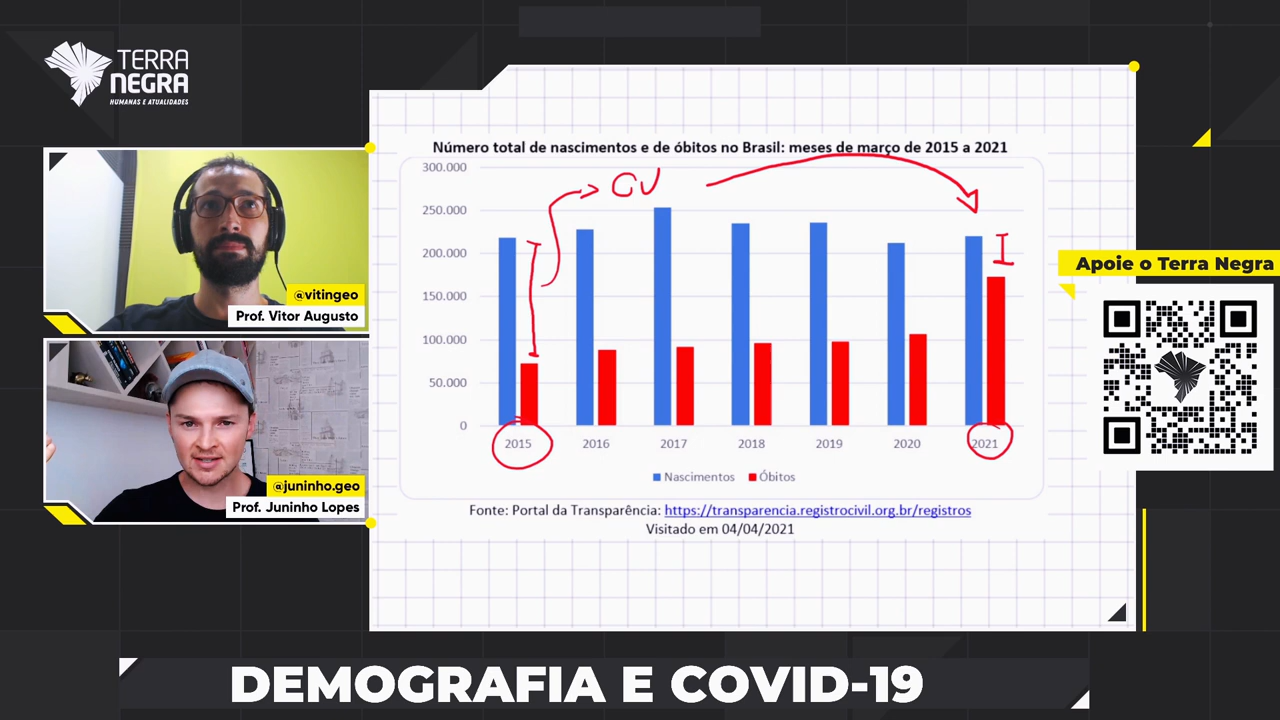 TERRA
NEGRA
HUMANAS E ATUALIDADES
@vitingeo
Prof. Vitor Augusto
@juninho.geo
Prof. Juninho Lopes
Número total de nascimentos e de óbitos no Brasil: meses de março de 2015 a 2021
300.000
250.000
200.000
150.000
100.000
50.000
0
2015 2016 2017 2018 2019 2020 2021
Nascimentos Óbitos
Fonte: Portal da Transparência: https://transparencia.registrocivil.org.br/registros
Visitado em 04/04/2021
Apoie o Terra Negra
DEMOGRAFIA E COVID-19